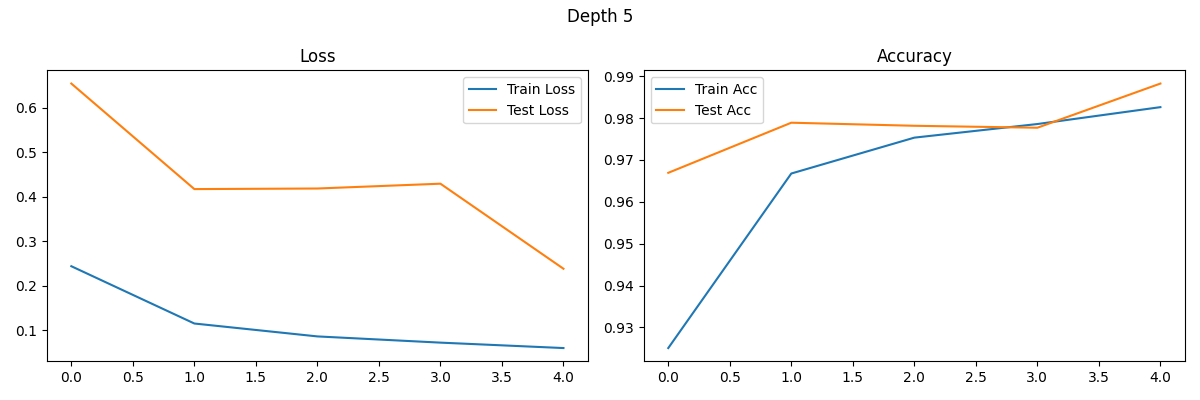 Depth 5
Loss
Train Loss
Test Loss
0.6
0.5
0.4
0.3
0.2
0.1
0.0 0.5 1.0 1.5 2.0 2.5 3.0 3.5 4.0
Accuracy
Train Acc
Test Acc
0.99
0.98
0.97
0.96
0.95
0.94
0.93
0.0 0.5 1.0 1.5 2.0 2.5 3.0 3.5 4.0